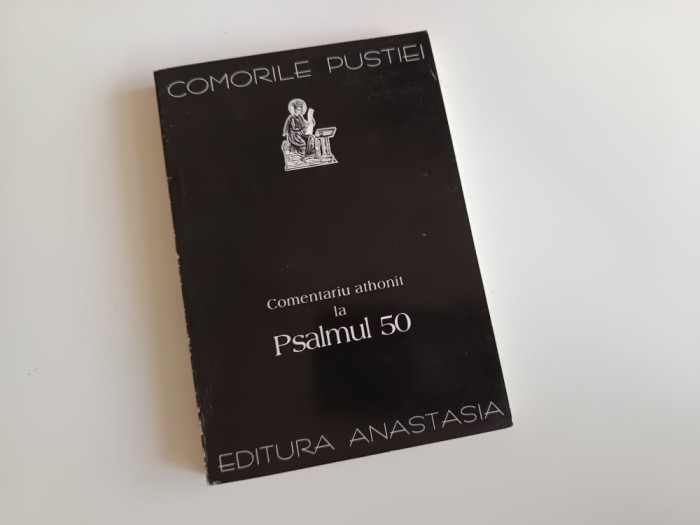 COMORILE PUSTIEI
Comentariu athonit
la
Psalmul 50
EDITURA ANASTASIA